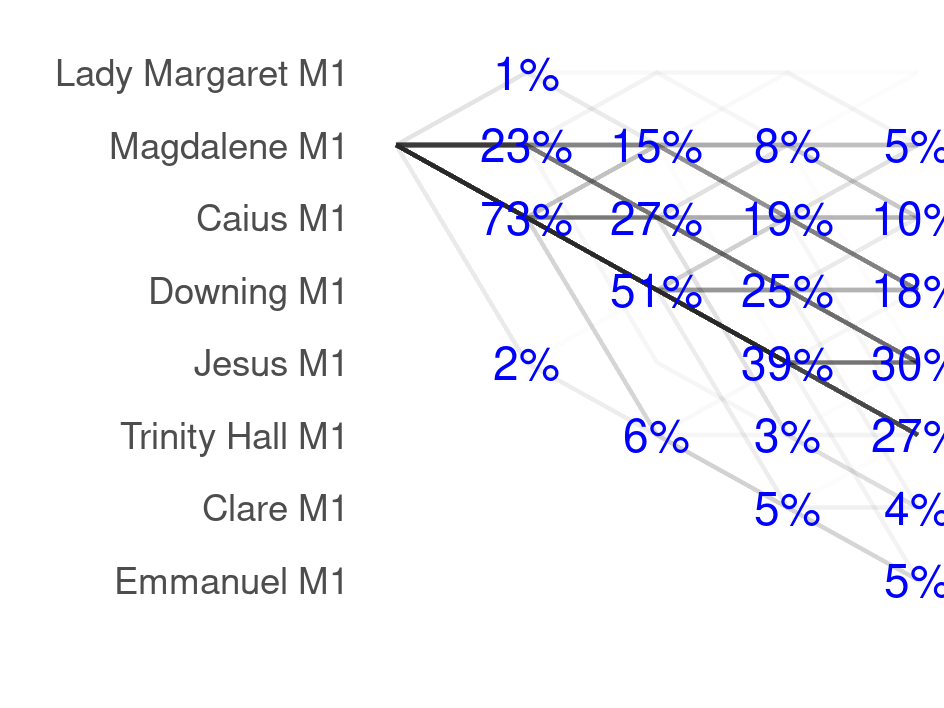 Lady Margaret M1 1%
Magdalene M1 23% 15% 8% 5%
Caius M1 73% 27% 19% 10%
Downing M1 51% 25% 18%
Jesus M1 2% 39% 30%
Trinity Hall M1 6% 3% 27%
Clare M1 5% 4%
Emmanuel M1 5%